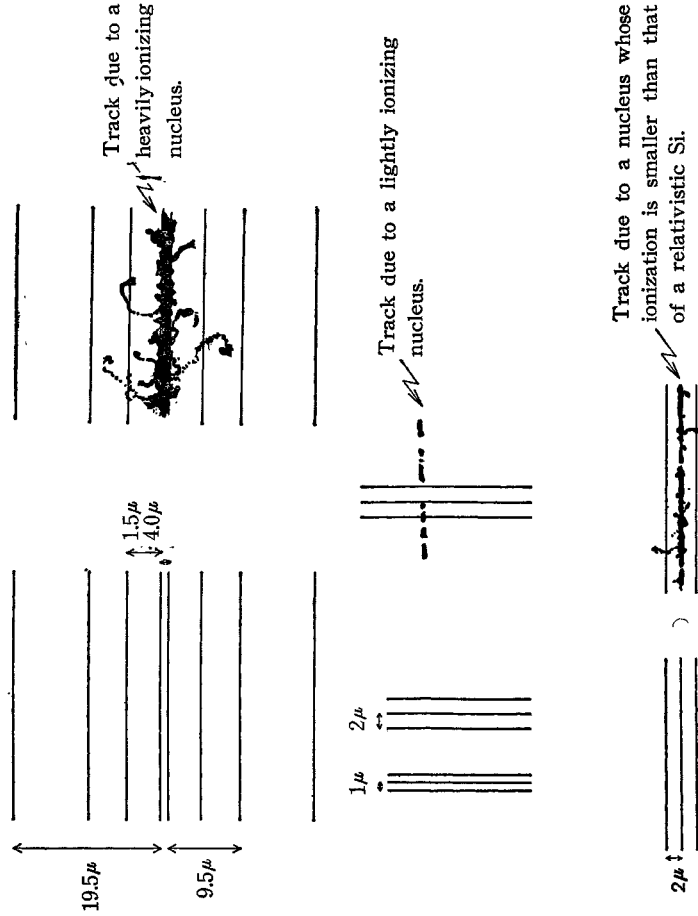 Track due to a
heavily ionizing
nucleus.
1.5μ
4.0μ
19.5μ
9.5μ
Track due to a lightly ionizing
nucleus.
2μ
1μ
Track due to a nucleus whose
ionization is smaller than that
of a relativistic Si.
2μ